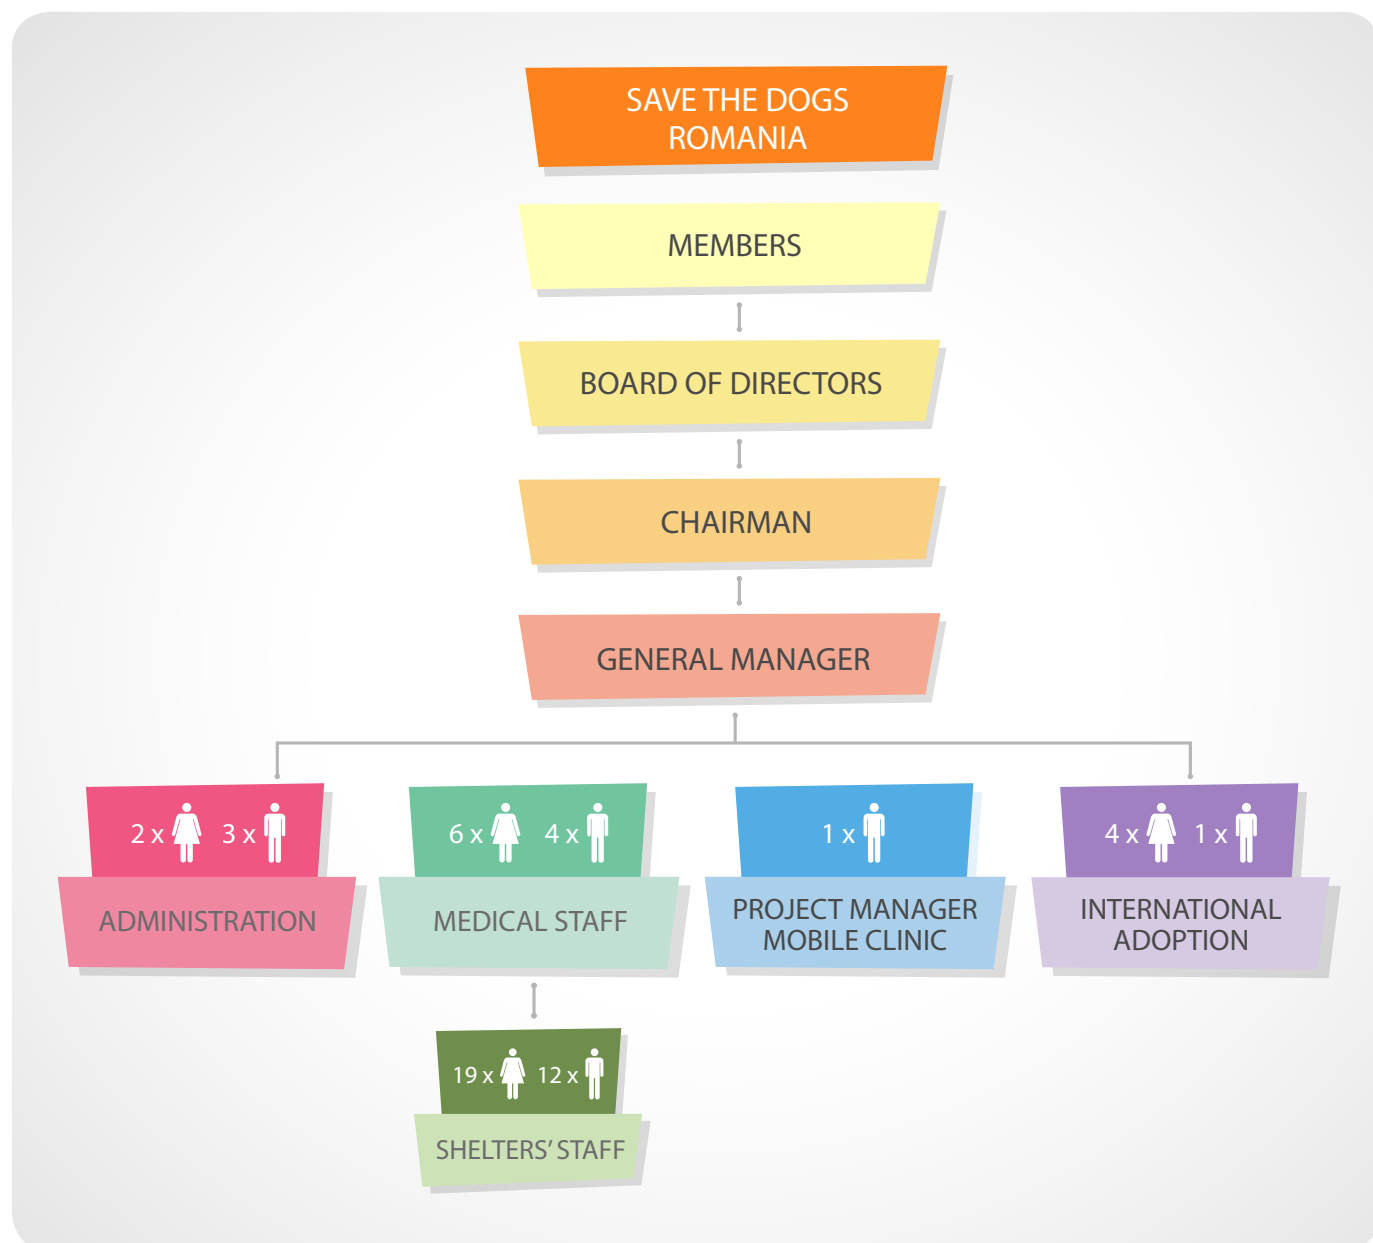 SAVE THE DOGS
ROMANIA
MEMBERS
BOARD OF DIRECTORS
CHAIRMAN
GENERAL MANAGER
2 x 3 x
ADMINISTRATION
6 x 4 x
MEDICAL STAFF
1 x
PROJECT MANAGER
MOBILE CLINIC
4 x 1 x
INTERNATIONAL
ADOPTION
19 x 12 x
SHELTERS’ STAFF